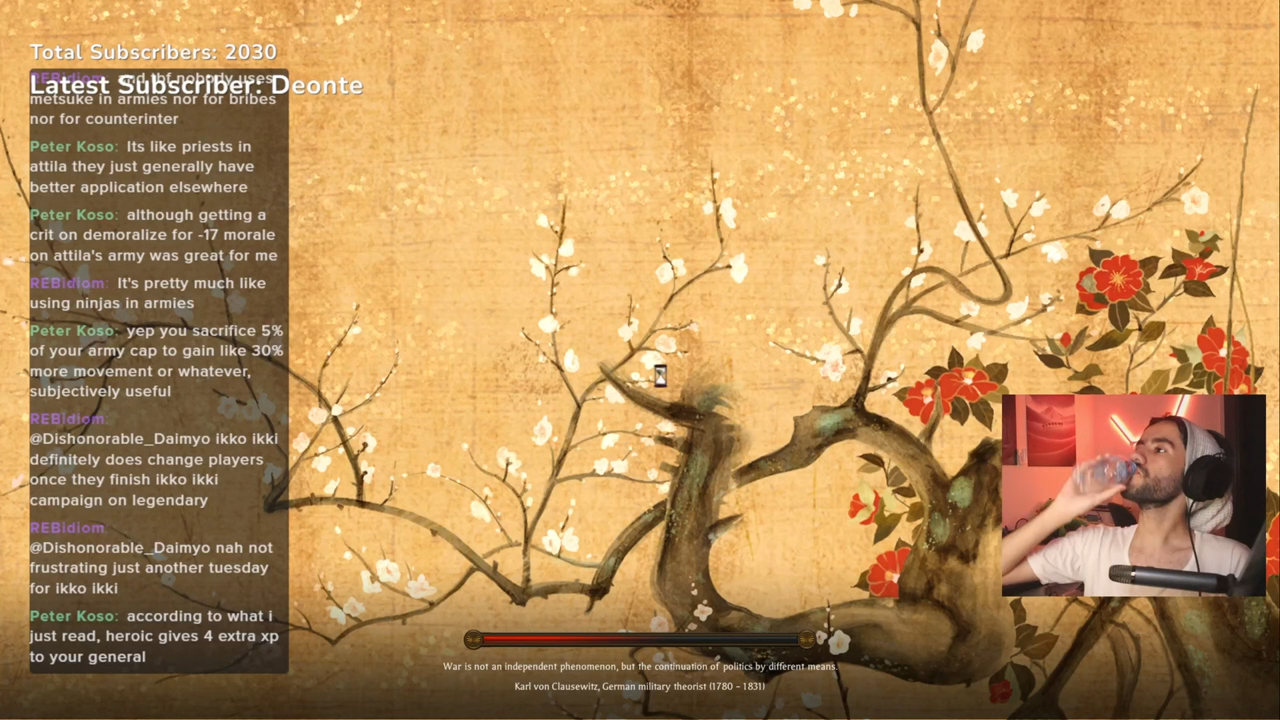 Total Subscribers: 2030
Latest Subscriber: Deonte
REBidiom: and tbf nobody uses
metsuke in armies nor for bribes
nor for counterinter
Peter Koso: Its like priests in
attila they just generally have
better application elsewhere
Peter Koso: although getting a
crit on demoralize for -17 morale
on attila's army was great for me
REBidiom: It's pretty much like
using ninjas in armies
Peter Koso: yep you sacrifice 5%
of your army cap to gain like 30%
more movement or whatever,
subjectively useful
REBidiom:
@Dishonorable_Daimyo ikko ikki
definitely does change players
once they finish ikko ikki
campaign on legendary
REBidiom:
@Dishonorable_Daimyo nah not
frustrating just another tuesday
for ikko ikki
Peter Koso: according to what i
just read, heroic gives 4 extra xp
to your general
War is not an independent phenomenon, but the continuation of politics by different means.
Karl von Clausewitz, German military theorist (1780 - 1831)